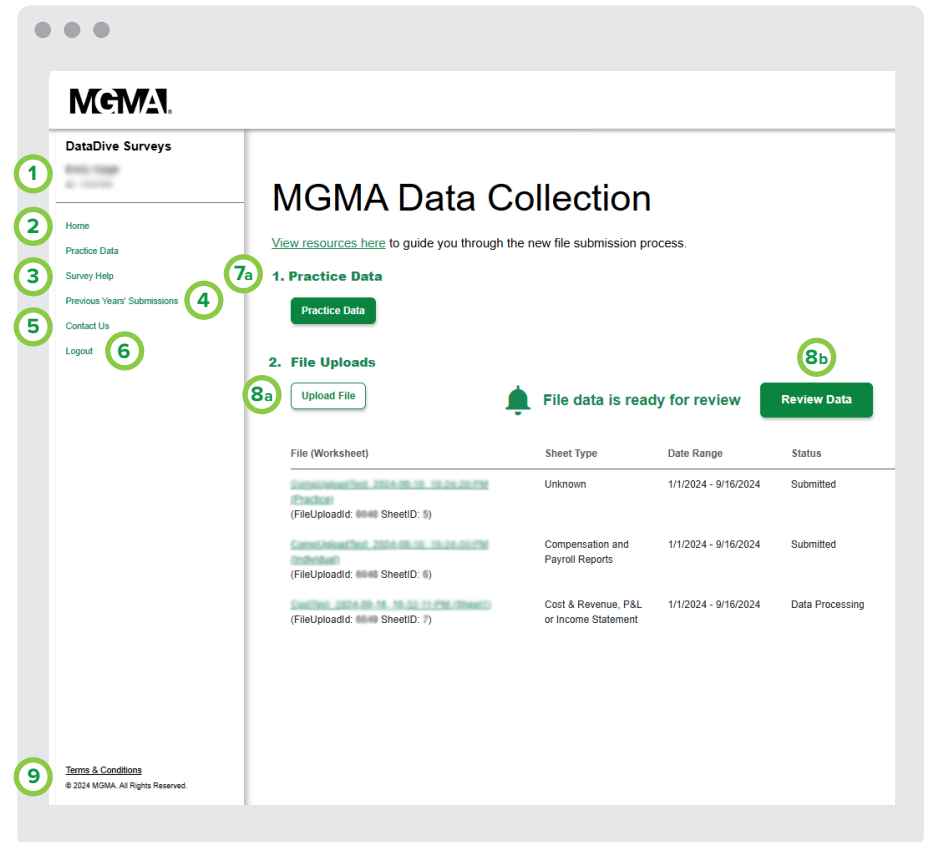 MGMA.
DataDive Surveys
1
2
Home
Practice Data
3
Survey Help
Previous Years' Submissions
4
5
Contact Us
Logout
6
MGMA Data Collection
View resources here to guide you through the new file submission process.
7a
1. Practice Data
Practice Data
2. File Uploads
8a
Upload File
File data is ready for review
8b
Review Data
File (Worksheet) Sheet Type Date Range Status
(Practice) Unknown 1/1/2024 - 9/16/2024 Submitted
(FileUploadId: SheetID: 5)
(Individual) Compensation and Payroll Reports 1/1/2024 - 9/16/2024 Submitted
(FileUploadId: SheetID: 6)
Cost & Revenue, P&L or Income Statement 1/1/2024 - 9/16/2024 Data Processing
(FileUploadId: SheetID: 7)
9
Terms & Conditions
© 2024 MGMA. All Rights Reserved.